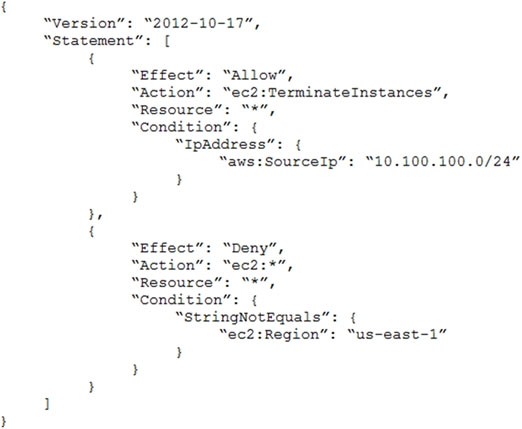 {
“Version”: “2012-10-17”,
“Statement”: [
{
“Effect”: “Allow”,
“Action”: “ec2:TerminateInstances”,
“Resource”: “*”,
“Condition”: {
“IpAddress”: {
“aws:SourceIp”: “10.100.100.0/24”
}
}
},
{
“Effect”: “Deny”,
“Action”: “ec2:*”,
“Resource”: “*”,
“Condition”: {
“StringNotEquals”: {
“ec2:Region”: “us-east-1”
}
}
}
]
}